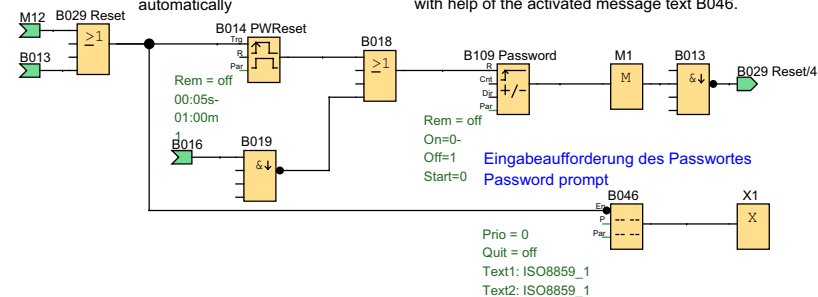 automatically
with help of the activated message text B046.
M12
B029 Reset
≥1
B013
B014 PWReset
Trg
R
Par
Rem = off
00:05s-
01:00m
1
B018
≥1
B109 Password
R
Cnt
Dir
Par
+/-
Rem = off
On=0-
Off=1
Start=0
M1
M
B013
&↓
B029 Reset/4
B016
B019
&↓
Eingabeaufforderung des Passwortes
Password prompt
B046
En
P
Par
X1
X
Prio = 0
Quit = off
Text1: ISO8859_1
Text2: ISO8859_1